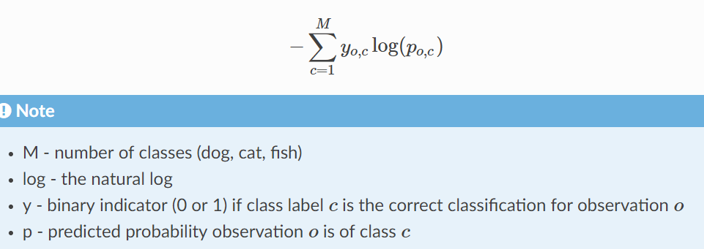 M
− ∑ y_{o,c} log(p_{o,c})
c=1
Note
• M - number of classes (dog, cat, fish)
• log - the natural log
• y - binary indicator (0 or 1) if class label c is the correct classification for observation o
• p - predicted probability observation o is of class c